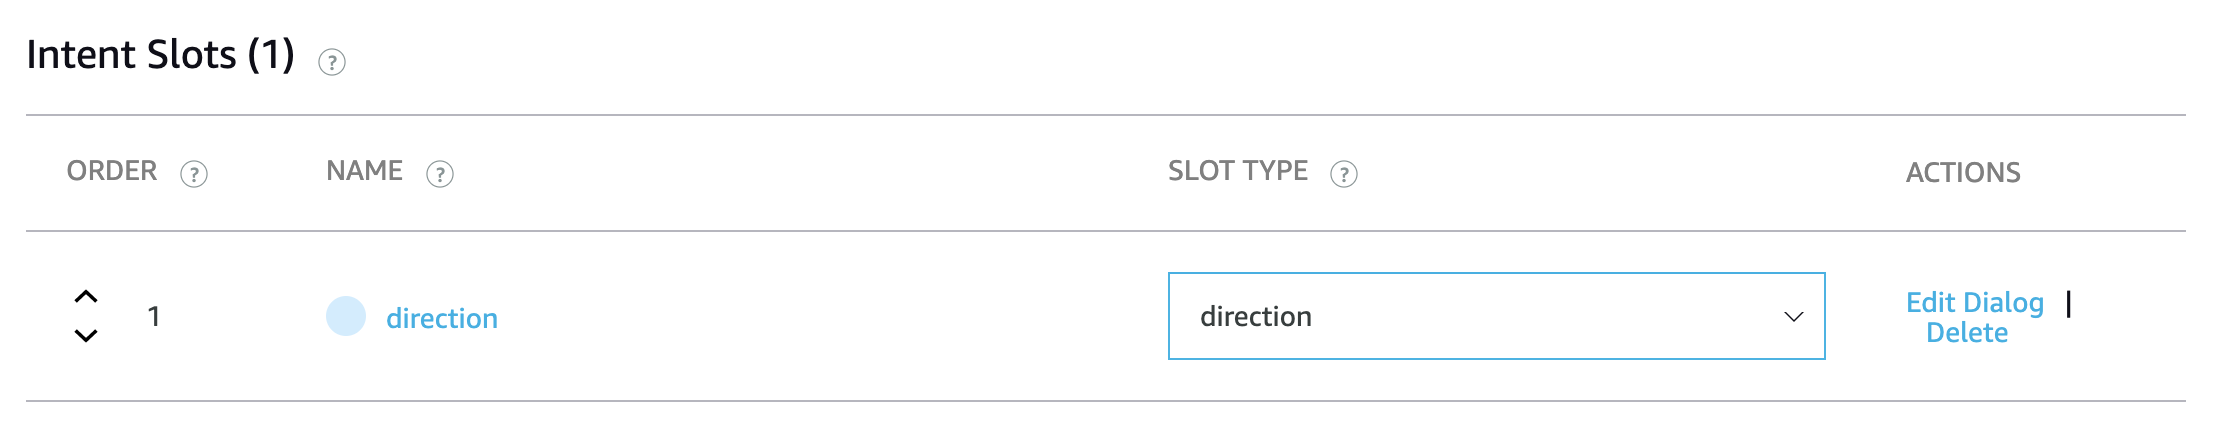 Intent Slots (1) ?
ORDER ? NAME ? SLOT TYPE ? ACTIONS
1 direction direction Edit Dialog |
Delete